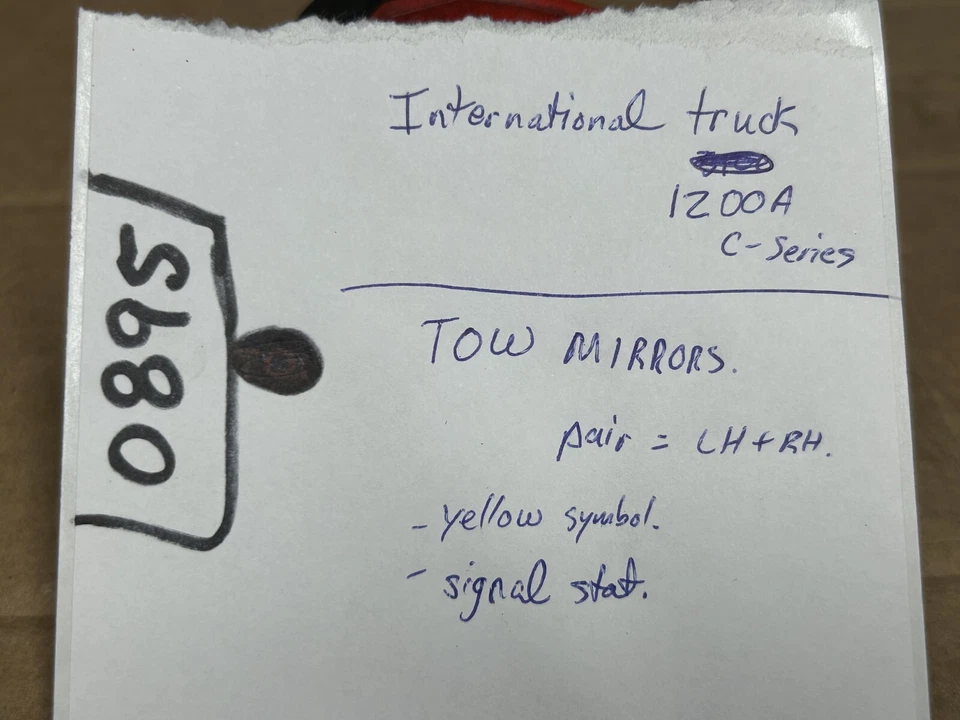 International truck
1200A
C-Series
TOW MIRRORS.
pair = LH+RH.
- yellow symbol.
- signal stat.
0895